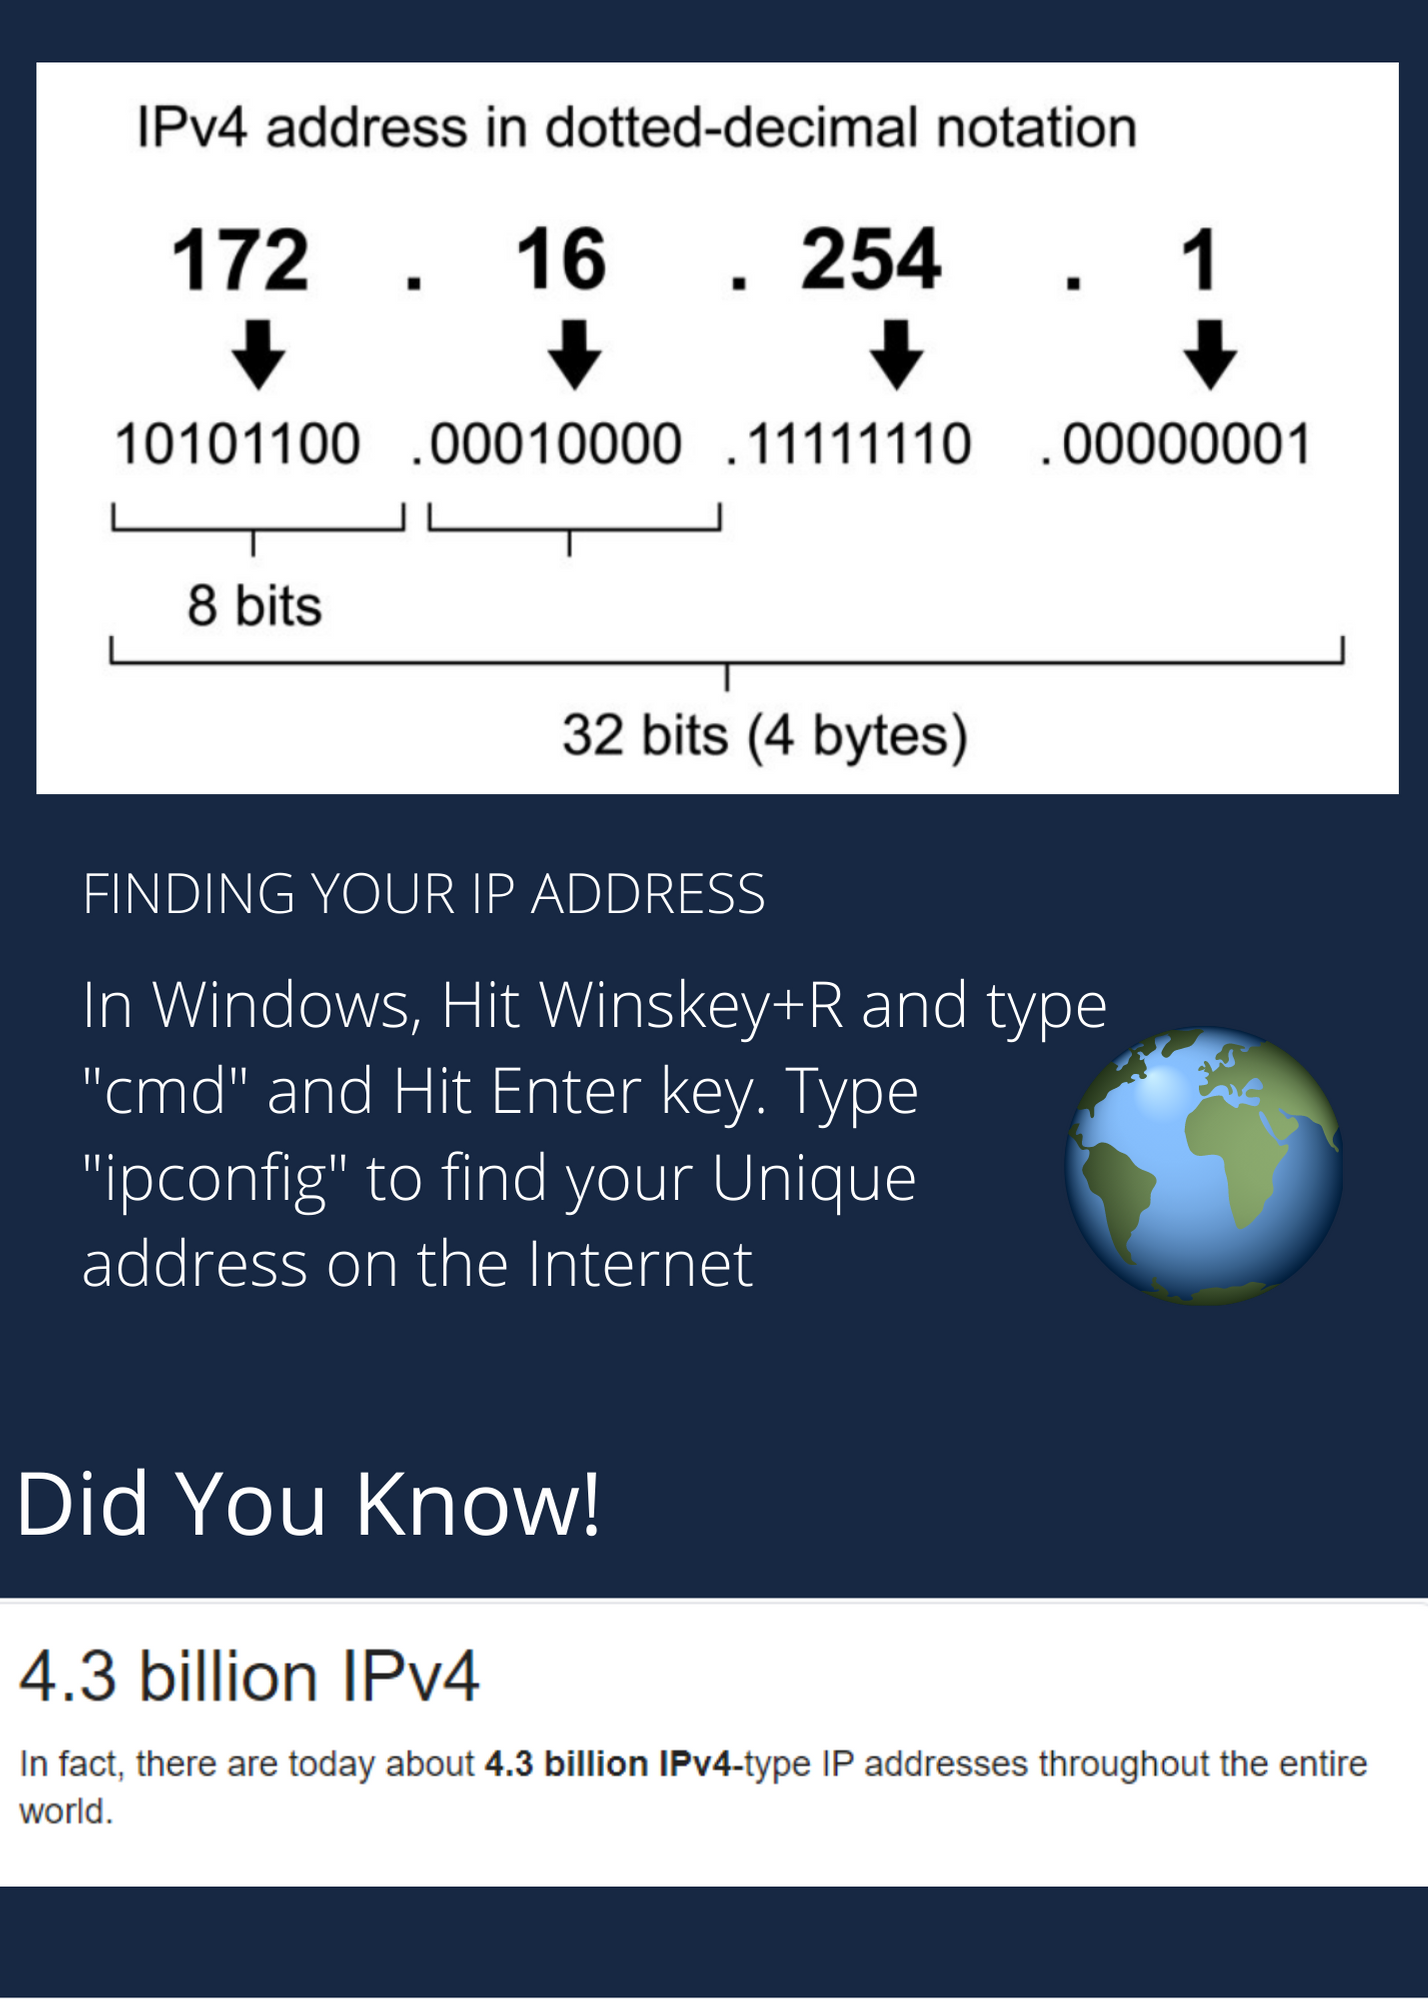 IPv4 address in dotted-decimal notation
172 . 16 . 254 . 1
10101100 .00010000 .11111110 .00000001
8 bits
32 bits (4 bytes)
FINDING YOUR IP ADDRESS
In Windows, Hit Winskey+R and type
"cmd" and Hit Enter key. Type
"ipconfig" to find your Unique
address on the Internet
Did You Know!
4.3 billion IPv4
In fact, there are today about 4.3 billion IPv4-type IP addresses throughout the entire
world.